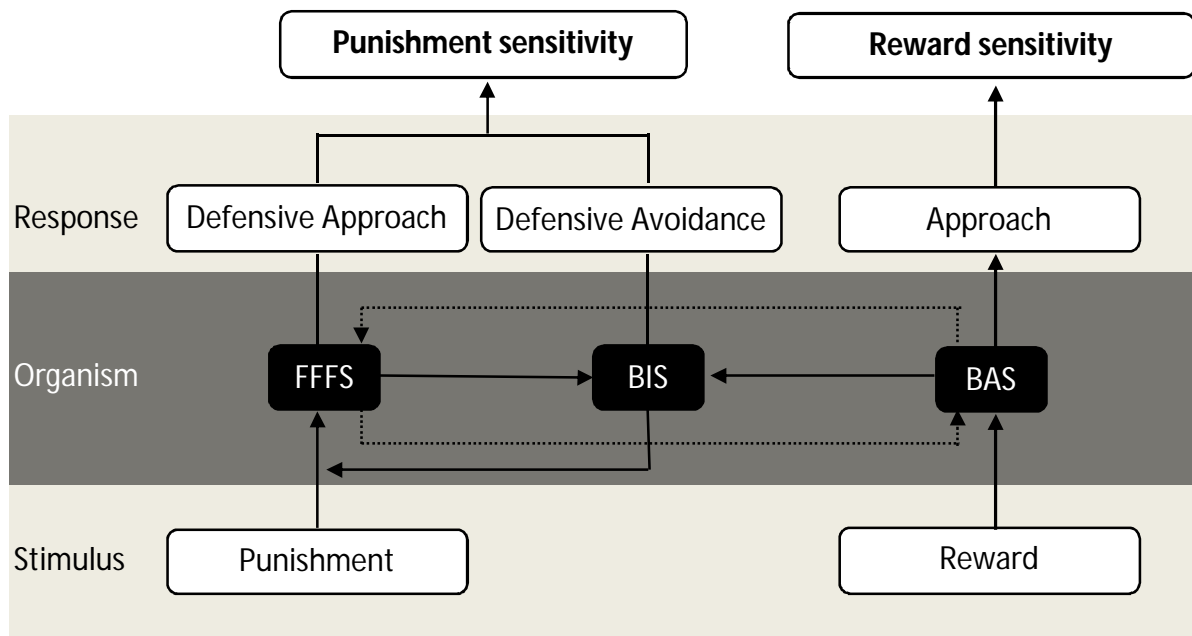 Punishment sensitivity
Reward sensitivity
Response
Defensive Approach
Defensive Avoidance
Approach
Organism
FFFS
BIS
BAS
Stimulus
Punishment
Reward